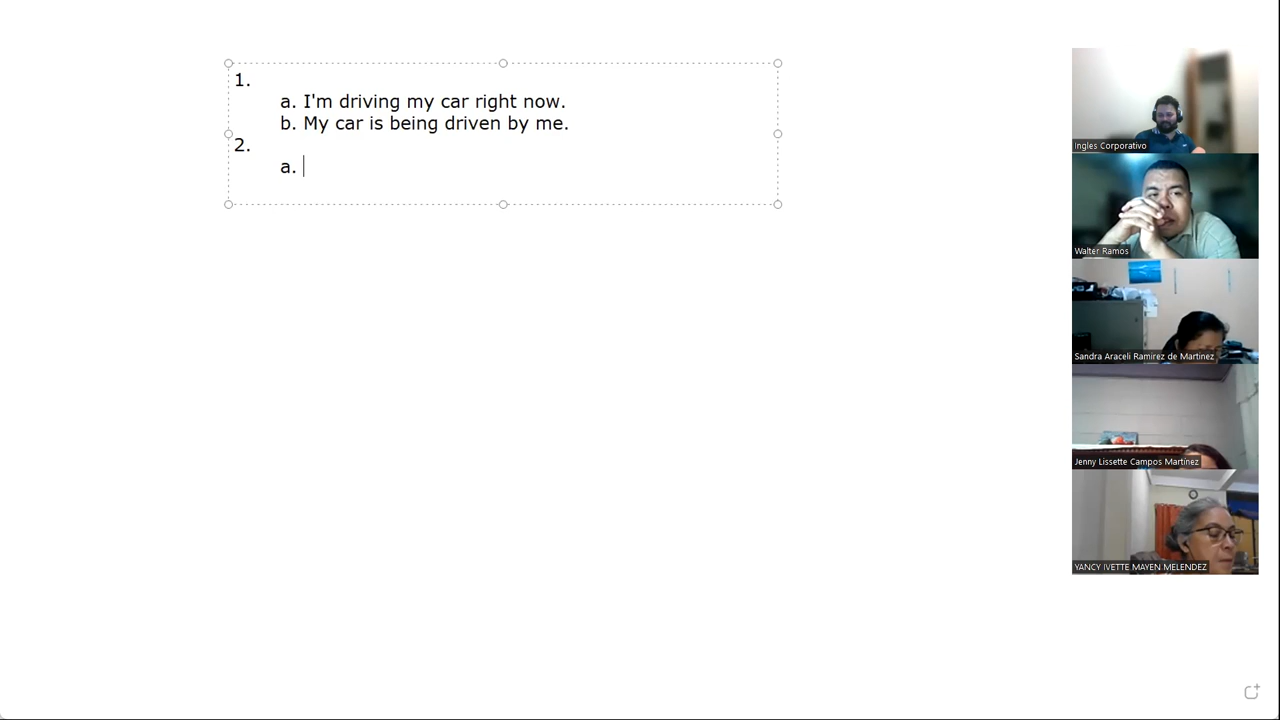 1.
a. I'm driving my car right now.
b. My car is being driven by me.
2.
a.
Ingles Corporativo
Walter Ramos
Sandra Araceli Ramirez de Martinez
Jenny Lissette Campos Martínez
YANCY IVETTE MAYEN MELENDEZ